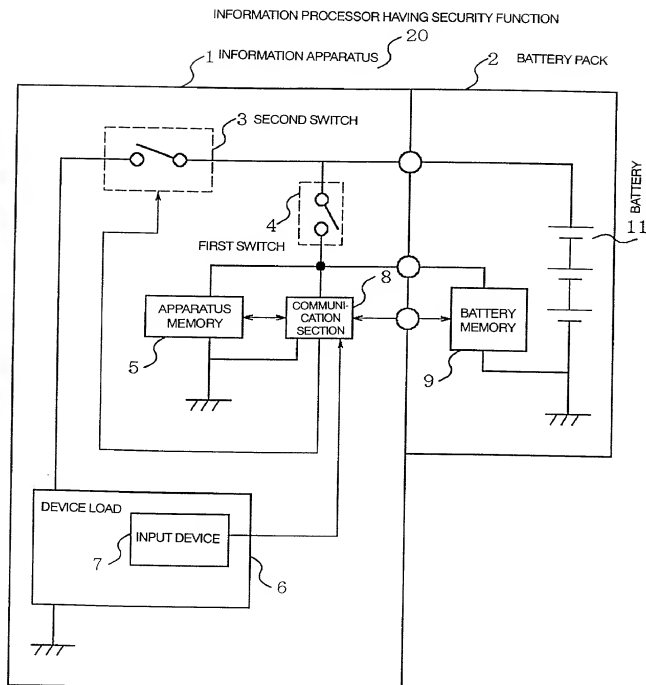 INFORMATION PROCESSOR HAVING SECURITY FUNCTION
20
1 INFORMATION APPARATUS
2 BATTERY PACK
3 SECOND SWITCH
4
FIRST SWITCH
BATTERY
11
8
APPARATUS
MEMORY
5
COMMUNI-
CATION
SECTION
BATTERY
MEMORY
9
DEVICE LOAD
INPUT DEVICE
7
6